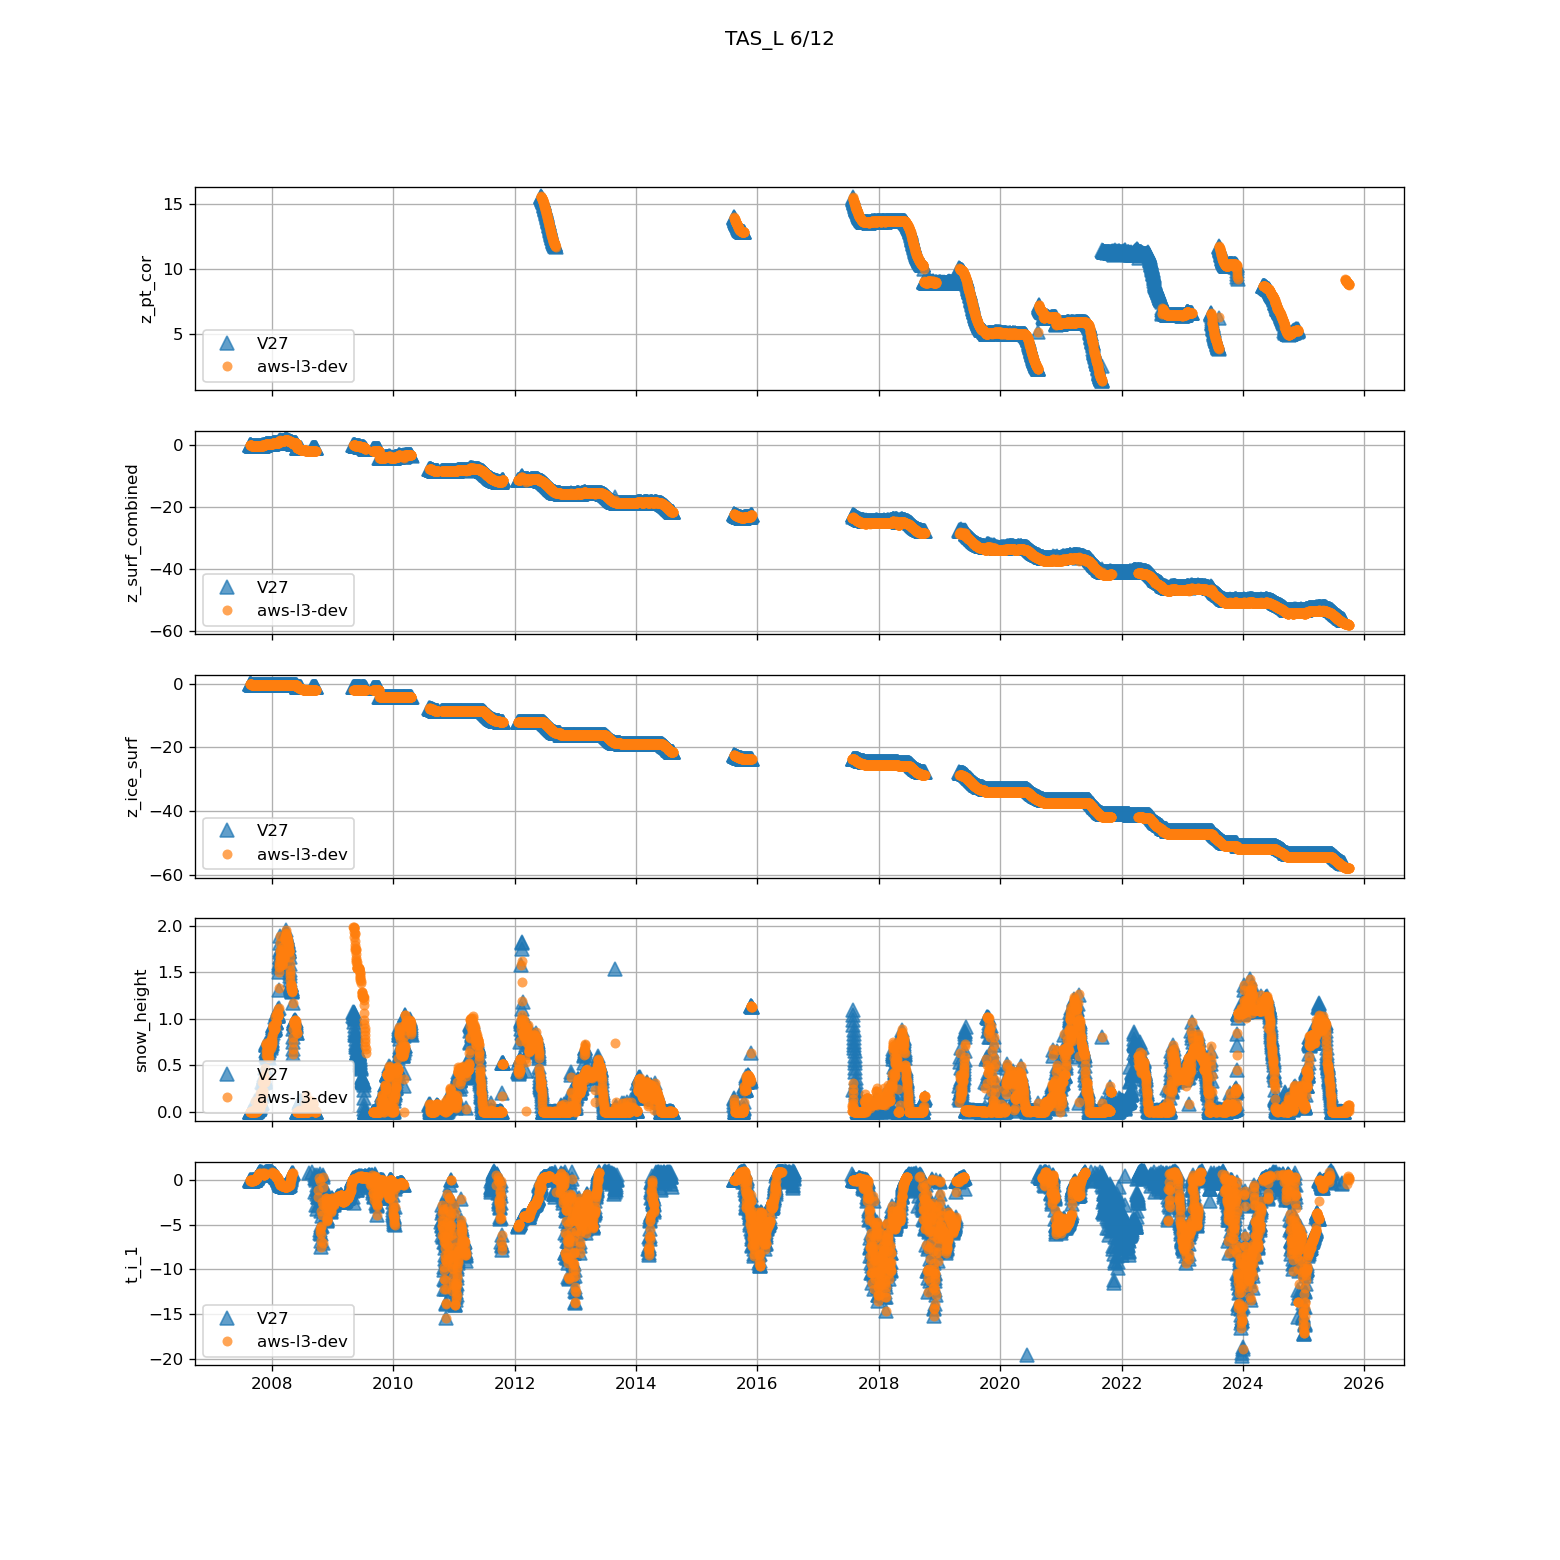 TAS_L 6/12
z_pt_cor
15
10
5
V27
aws-l3-dev
z_surf_combined
0
−20
−40
−60
V27
aws-l3-dev
z_ice_surf
0
−20
−40
−60
V27
aws-l3-dev
snow_height
2.0
1.5
1.0
0.5
0.0
V27
aws-l3-dev
t_i_1
0
−5
−10
−15
−20
V27
aws-l3-dev
2008 2010 2012 2014 2016 2018 2020 2022 2024 2026